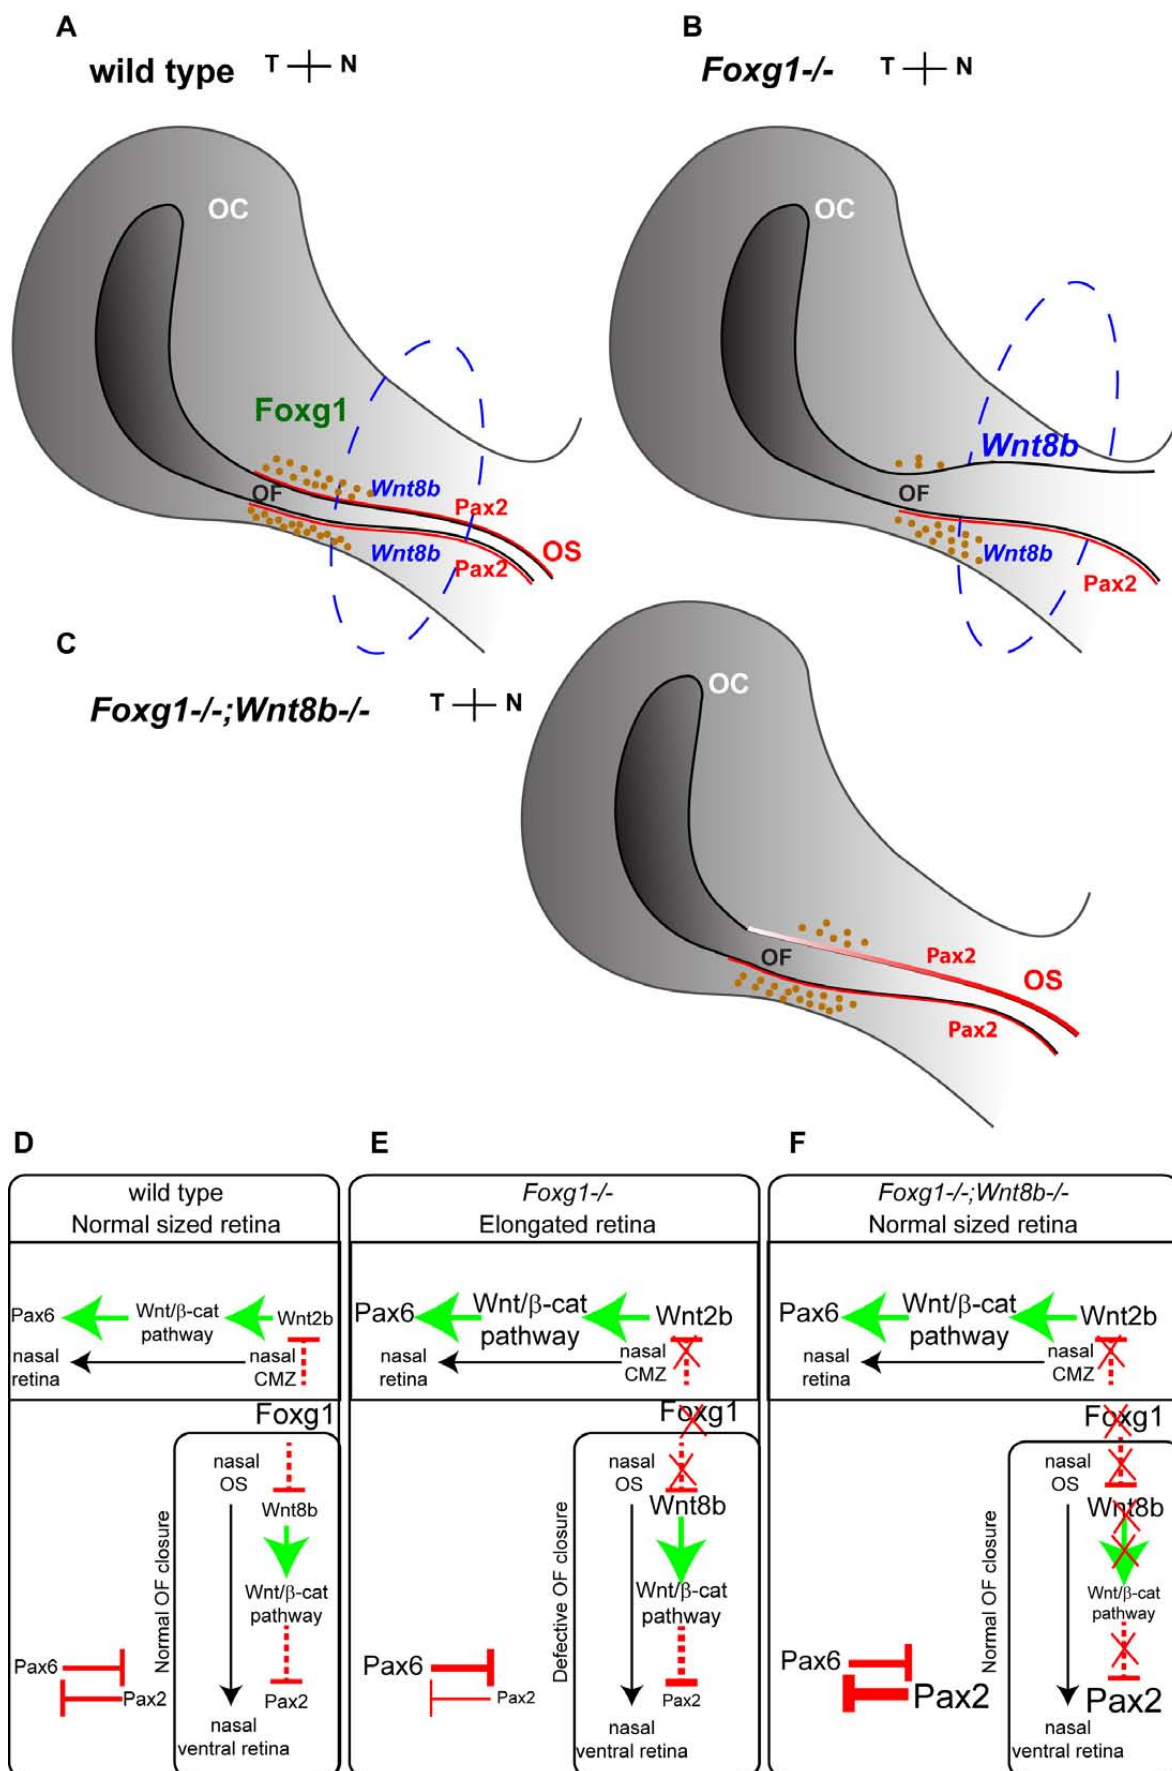 A
wild type
T N
OC
Foxg1
OF
Wnt8b
Pax2
OS
Wnt8b
Pax2
B
Foxg1-/-
T N
OC
Wnt8b
OF
Wnt8b
Pax2
C
Foxg1-/-;Wnt8b-/-
T N
OC
OF
Pax2
OS
Pax2
D
wild type
Normal sized retina
Pax6
Wnt/β-cat
pathway
Wnt2b
nasal
retina
nasal
CMZ
Foxg1
nasal
OS
Wnt8b
Normal OF closure
Wnt/β-cat
pathway
Pax6
Pax2
Pax2
nasal
ventral retina
E
Foxg1-/-
Elongated retina
Pax6
Wnt/β-cat
pathway
Wnt2b
nasal
retina
nasal
CMZ
Foxg1
nasal
OS
Wnt8b
Defective OF closure
Wnt/β-cat
pathway
Pax6
Pax2
Pax2
nasal
ventral retina
F
Foxg1-/-;Wnt8b-/-
Normal sized retina
Pax6
Wnt/β-cat
pathway
Wnt2b
nasal
retina
nasal
CMZ
Foxg1
nasal
OS
Wnt8b
Normal OF closure
Wnt/β-cat
pathway
Pax6
Pax2
Pax2
nasal
ventral retina